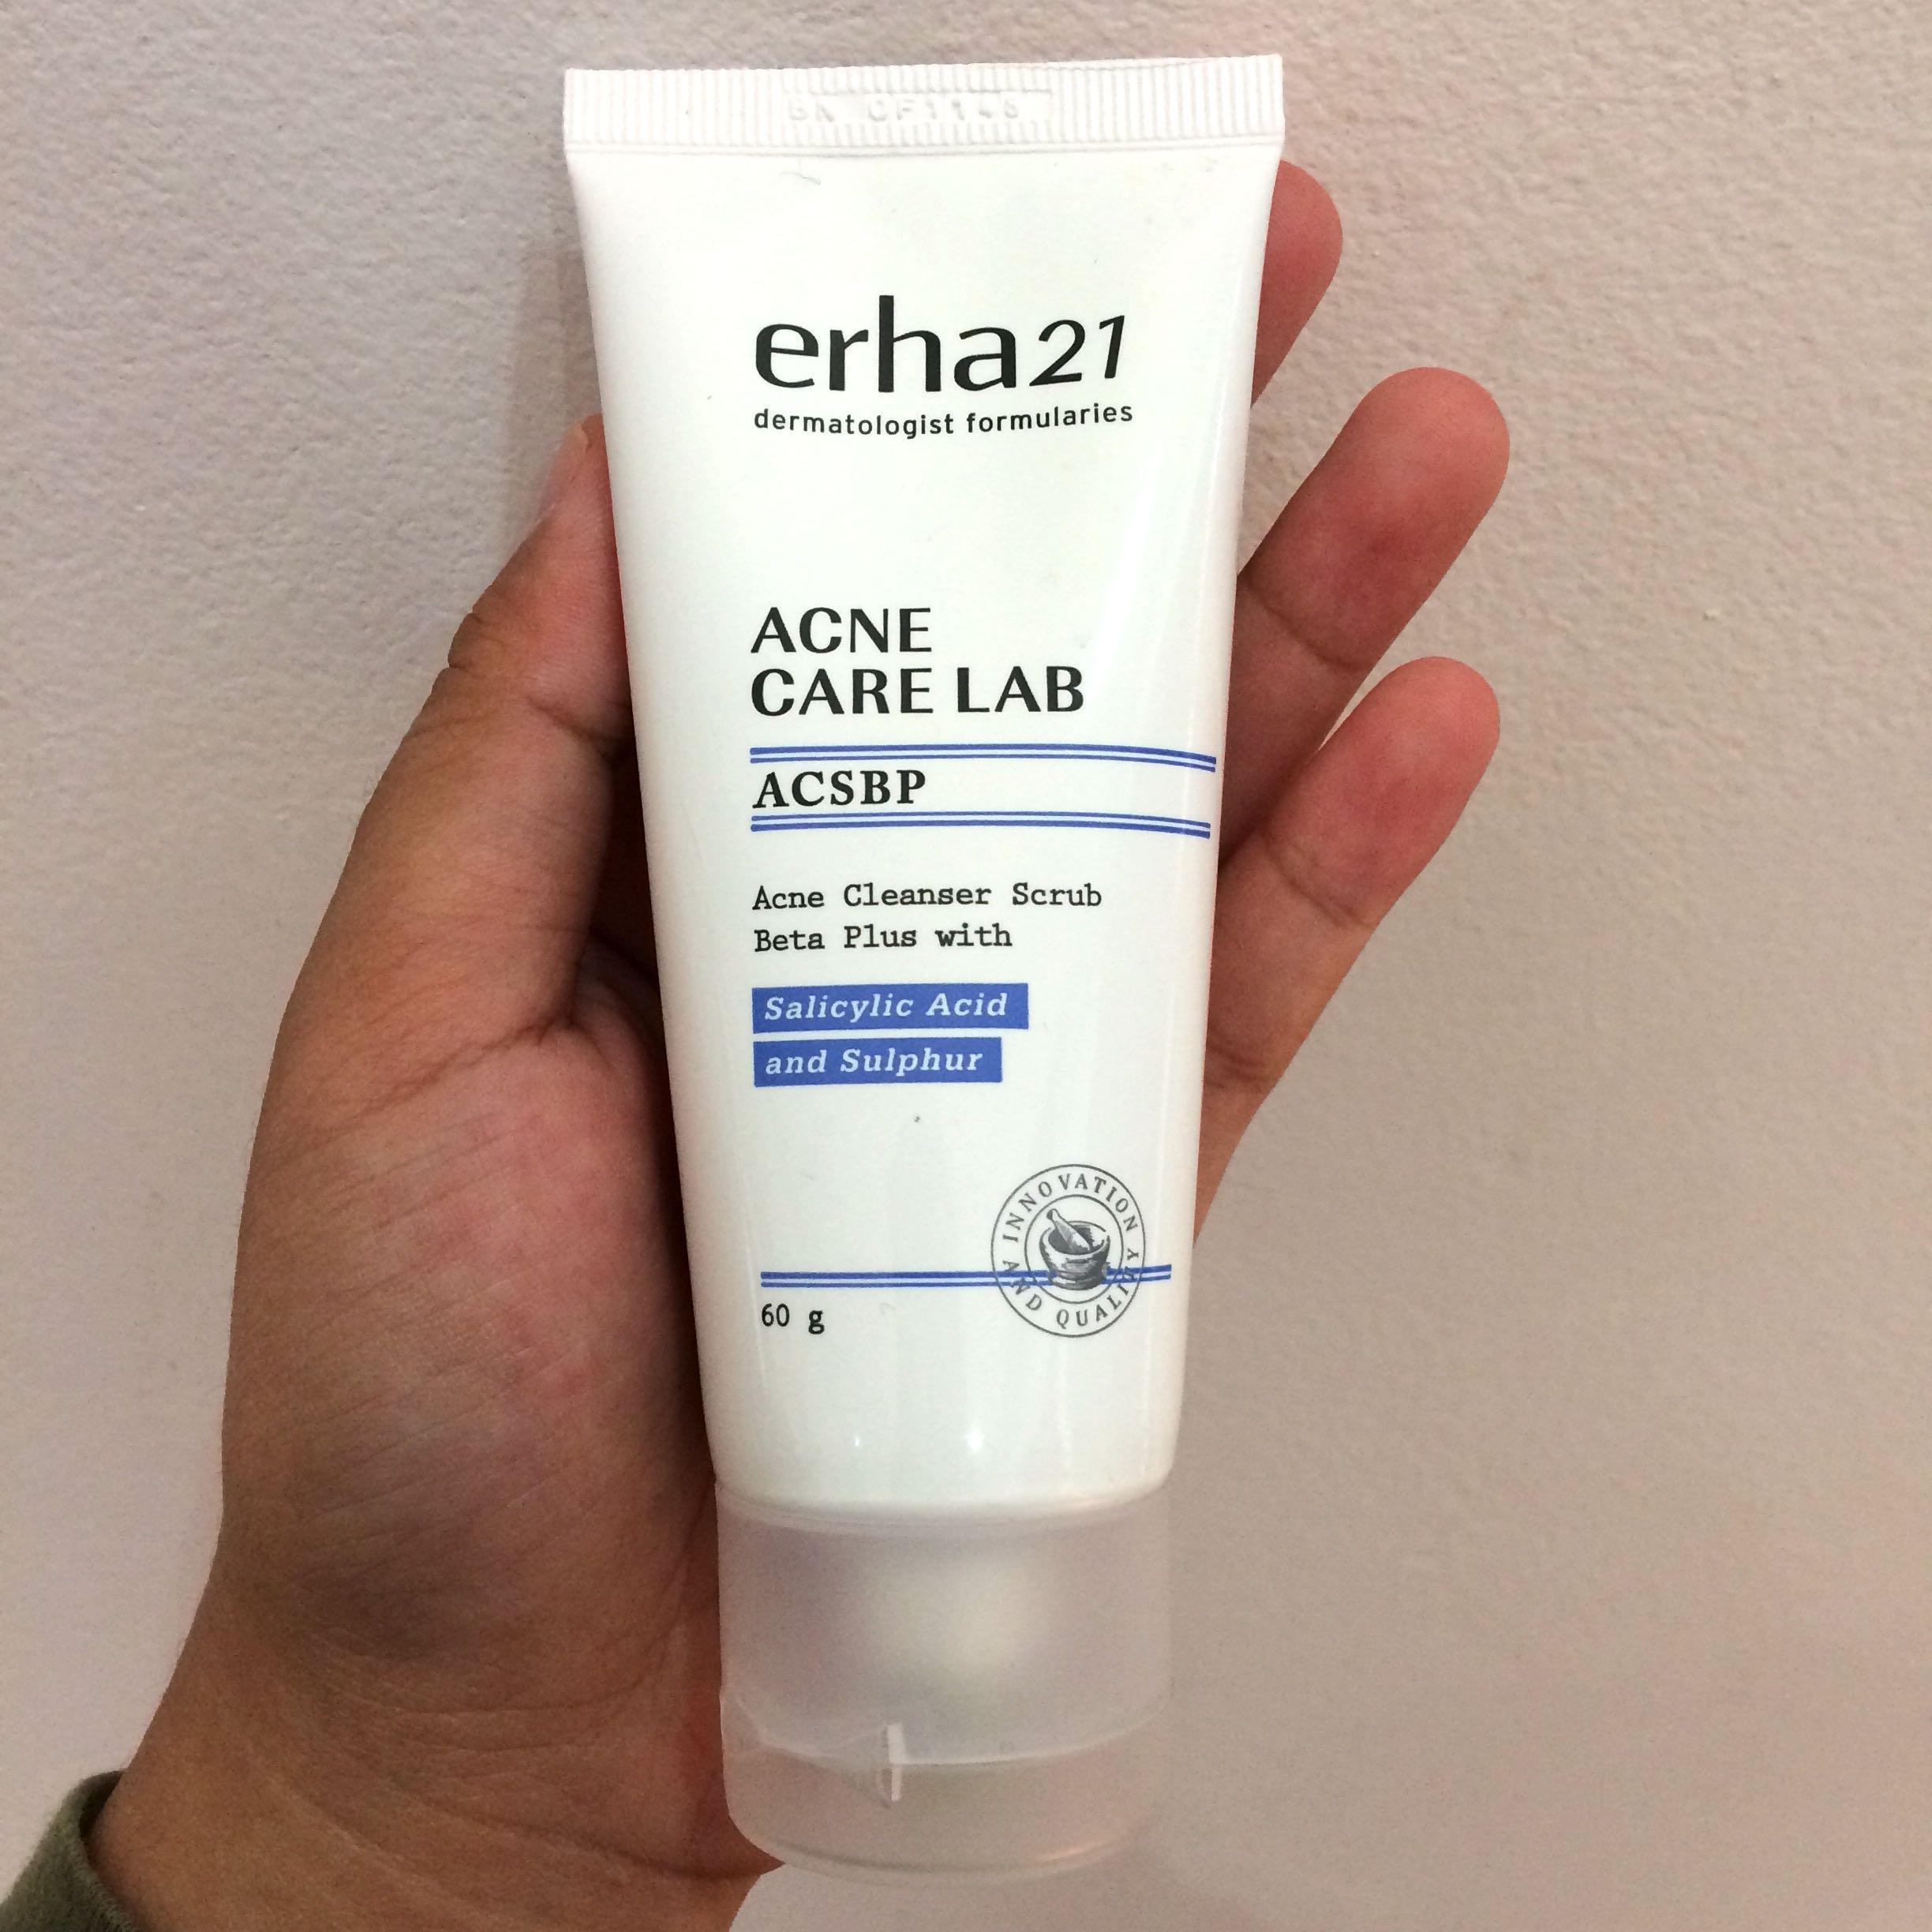 erha21
dermatologist formularies
ACNE
CARE LAB
ACSBP
Acne Cleanser Scrub
Beta Plus with
Salicylic Acid
and Sulphur
INNOVATION
AND QUALITY
60 g